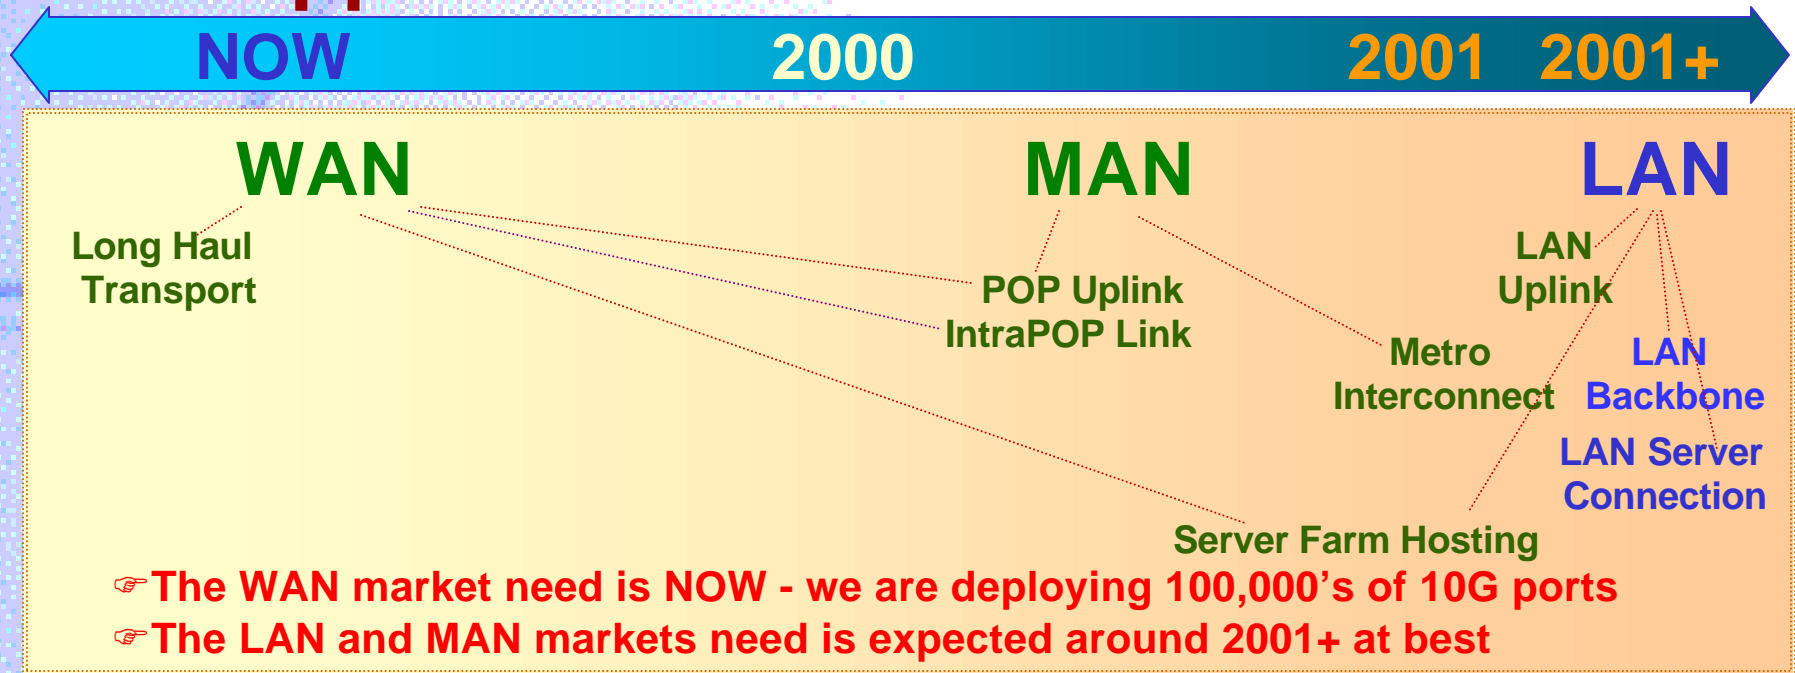 NOW 2000 2001 2001+
WAN MAN LAN
Long Haul
Transport
POP Uplink
IntraPOP Link
LAN
Uplink
Metro
Interconnect
LAN
Backbone
LAN Server
Connection
Server Farm Hosting
☞The WAN market need is NOW - we are deploying 100,000’s of 10G ports
☞The LAN and MAN markets need is expected around 2001+ at best